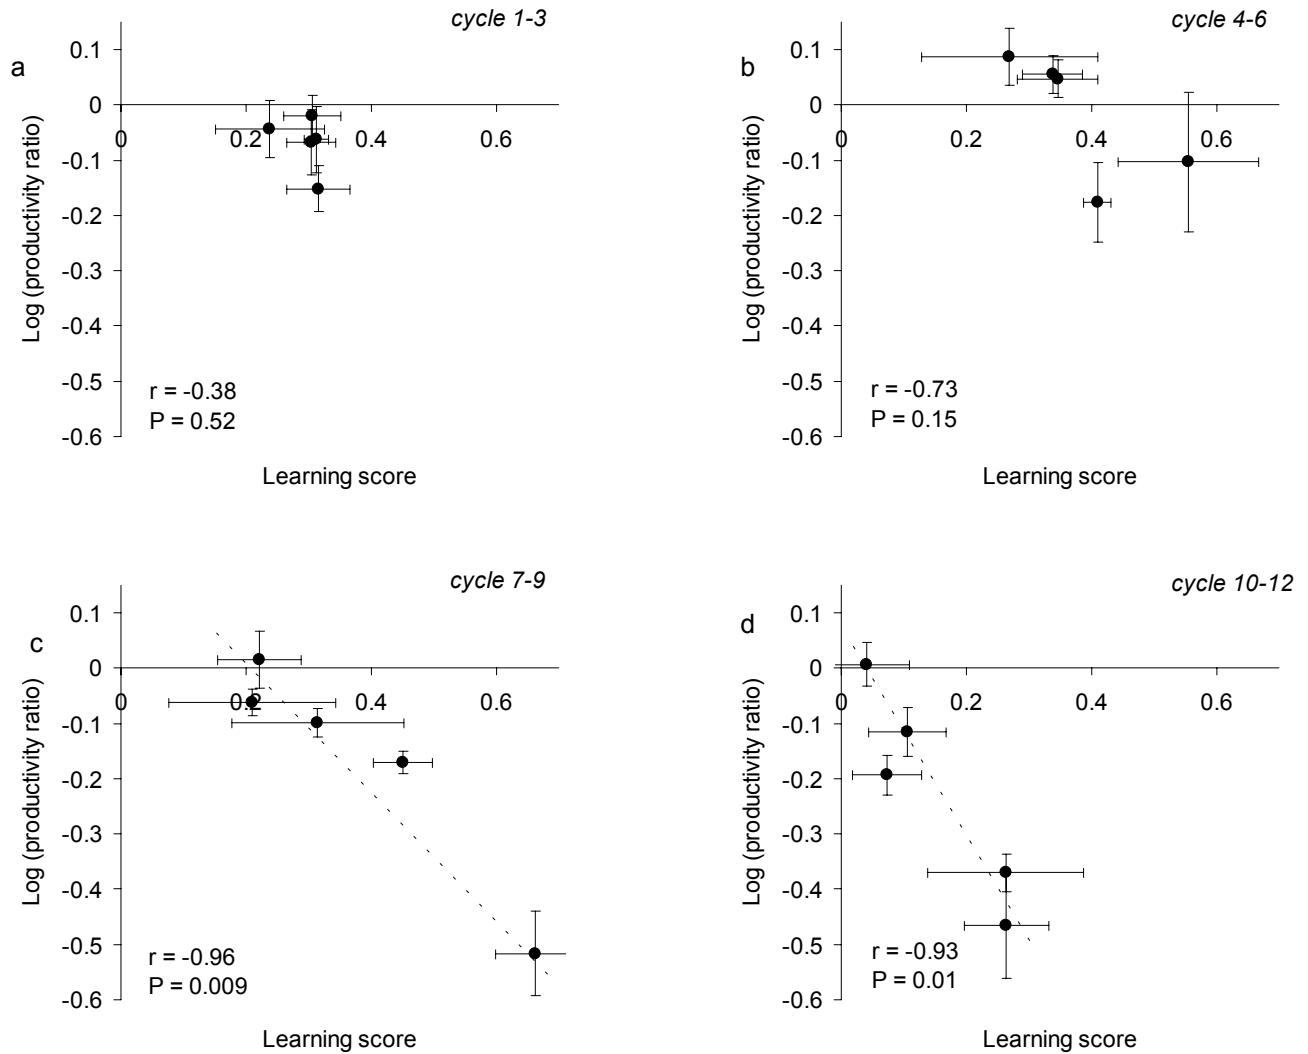 cycle 1-3
a
0.1
0
-0.1
-0.2
-0.3
-0.4
-0.5
-0.6
0 0.2 0.4 0.6
Log (productivity ratio)
r = -0.38
P = 0.52
Learning score
cycle 4-6
b
0.1
0
-0.1
-0.2
-0.3
-0.4
-0.5
-0.6
0 0.2 0.4 0.6
Log (productivity ratio)
r = -0.73
P = 0.15
Learning score
cycle 7-9
c
0.1
0
-0.1
-0.2
-0.3
-0.4
-0.5
-0.6
0 0.2 0.4 0.6
Log (productivity ratio)
r = -0.96
P = 0.009
Learning score
cycle 10-12
d
0.1
0
-0.1
-0.2
-0.3
-0.4
-0.5
-0.6
0 0.2 0.4 0.6
Log (productivity ratio)
r = -0.93
P = 0.01
Learning score